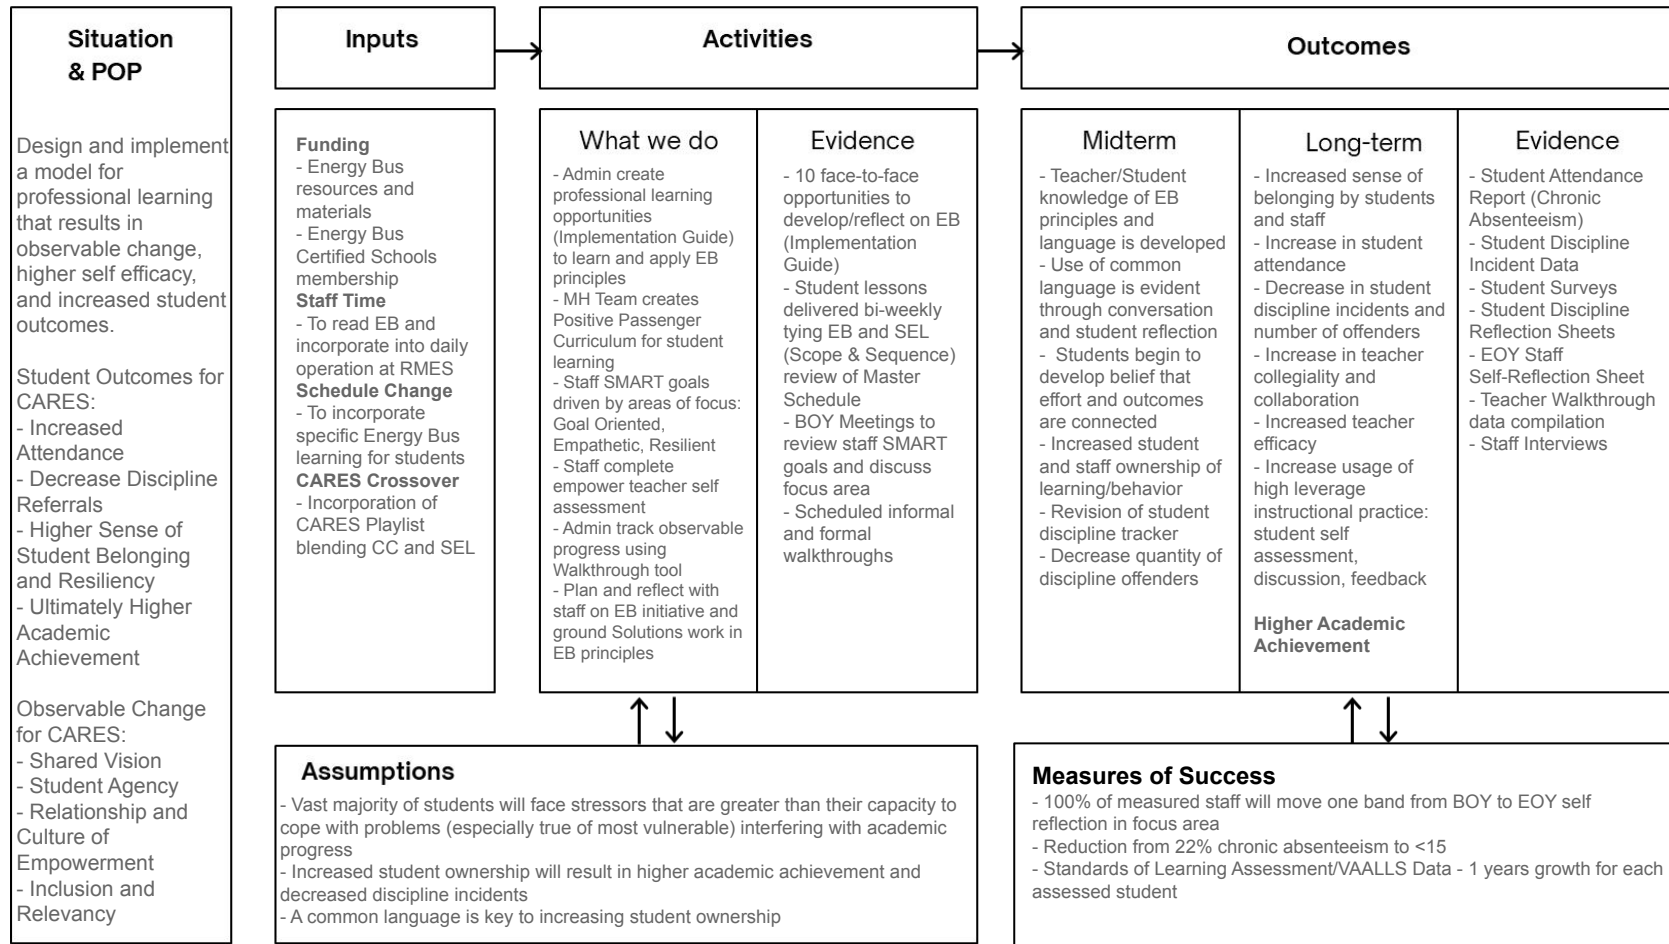 Situation
& POP
Design and implement
a model for
professional learning
that results in
observable change,
higher self efficacy,
and increased student
outcomes.
Student Outcomes for
CARES:
- Increased
Attendance
- Decrease Discipline
Referrals
- Higher Sense of
Student Belonging
and Resiliency
- Ultimately Higher
Academic
Achievement
Observable Change
for CARES:
- Shared Vision
- Student Agency
- Relationship and
Culture of
Empowerment
- Inclusion and
Relevancy
Inputs
Funding
- Energy Bus
resources and
materials
- Energy Bus
Certified Schools
membership
Staff Time
- To read EB and
incorporate into daily
operation at RMES
Schedule Change
- To incorporate
specific Energy Bus
learning for students
CARES Crossover
- Incorporation of
CARES Playlist
blending CC and SEL
Activities
What we do
- Admin create
professional learning
opportunities
(Implementation Guide)
to learn and apply EB
principles
- MH Team creates
Positive Passenger
Curriculum for student
learning
- Staff SMART goals
driven by areas of focus:
Goal Oriented,
Empathetic, Resilient
- Staff complete
empower teacher self
assessment
- Admin track observable
progress using
Walkthrough tool
- Plan and reflect with
staff on EB initiative and
ground Solutions work in
EB principles
Evidence
- 10 face-to-face
opportunities to
develop/reflect on EB
(Implementation
Guide)
- Student lessons
delivered bi-weekly
tying EB and SEL
(Scope & Sequence)
review of Master
Schedule
- BOY Meetings to
review staff SMART
goals and discuss
focus area
- Scheduled informal
and formal
walkthroughs
Outcomes
Midterm
- Teacher/Student
knowledge of EB
principles and
language is developed
- Use of common
language is evident
through conversation
and student reflection
- Students begin to
develop belief that
effort and outcomes
are connected
- Increased student
and staff ownership of
learning/behavior
- Revision of student
discipline tracker
- Decrease quantity of
discipline offenders
Long-term
- Increased sense of
belonging by students
and staff
- Increase in student
attendance
- Decrease in student
discipline incidents and
number of offenders
- Increase in teacher
collegiality and
collaboration
- Increased teacher
efficacy
- Increase usage of
high leverage
instructional practice:
student self
assessment,
discussion, feedback
Higher Academic
Achievement
Evidence
- Student Attendance
Report (Chronic
Absenteeism)
- Student Discipline
Incident Data
- Student Surveys
- Student Discipline
Reflection Sheets
- EOY Staff
Self-Reflection Sheet
- Teacher Walkthrough
data compilation
- Staff Interviews
Assumptions
- Vast majority of students will face stressors that are greater than their capacity to
cope with problems (especially true of most vulnerable) interfering with academic
progress
- Increased student ownership will result in higher academic achievement and
decreased discipline incidents
- A common language is key to increasing student ownership
Measures of Success
- 100% of measured staff will move one band from BOY to EOY self
reflection in focus area
- Reduction from 22% chronic absenteeism to <15
- Standards of Learning Assessment/VAALLS Data - 1 years growth for each
assessed student